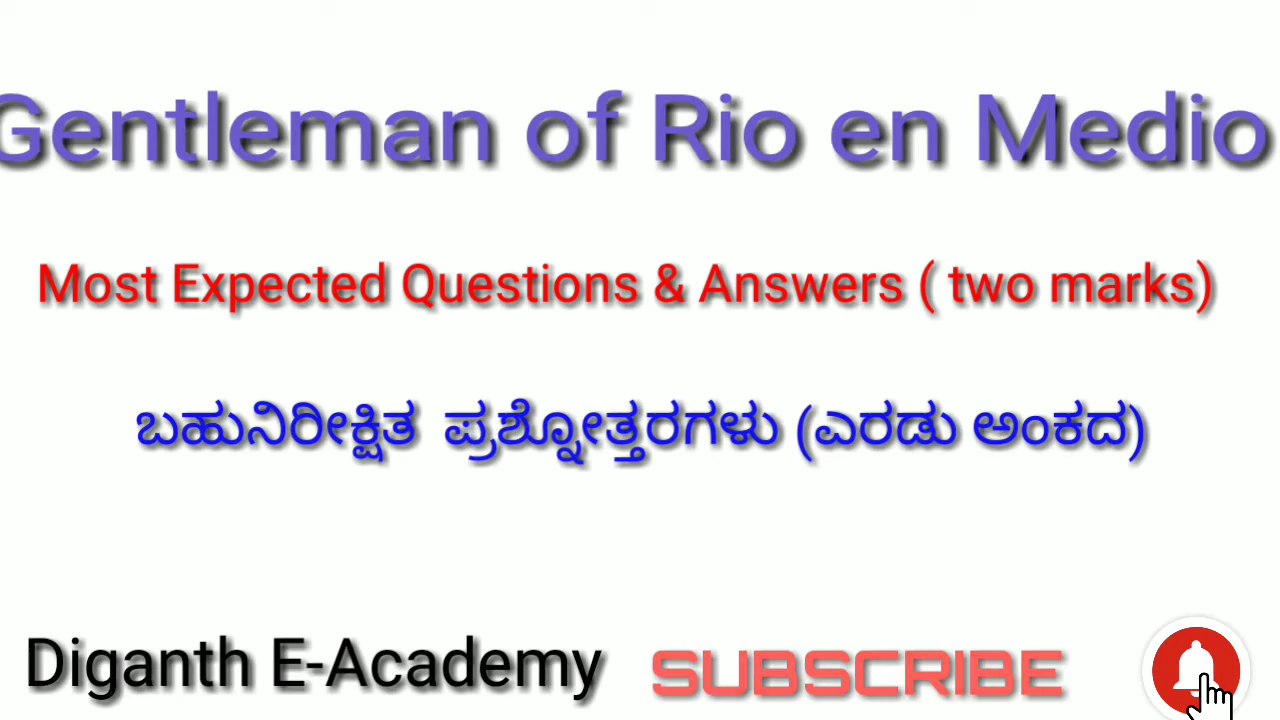 Gentleman of Rio en Medio
Most Expected Questions & Answers ( two marks)
ಬಹುನಿರೀಕ್ಷಿತ ಪ್ರಶ್ನೋತ್ತರಗಳು (ಎರಡು ಅಂಕದ)
Diganth E-Academy SUBSCRIBE